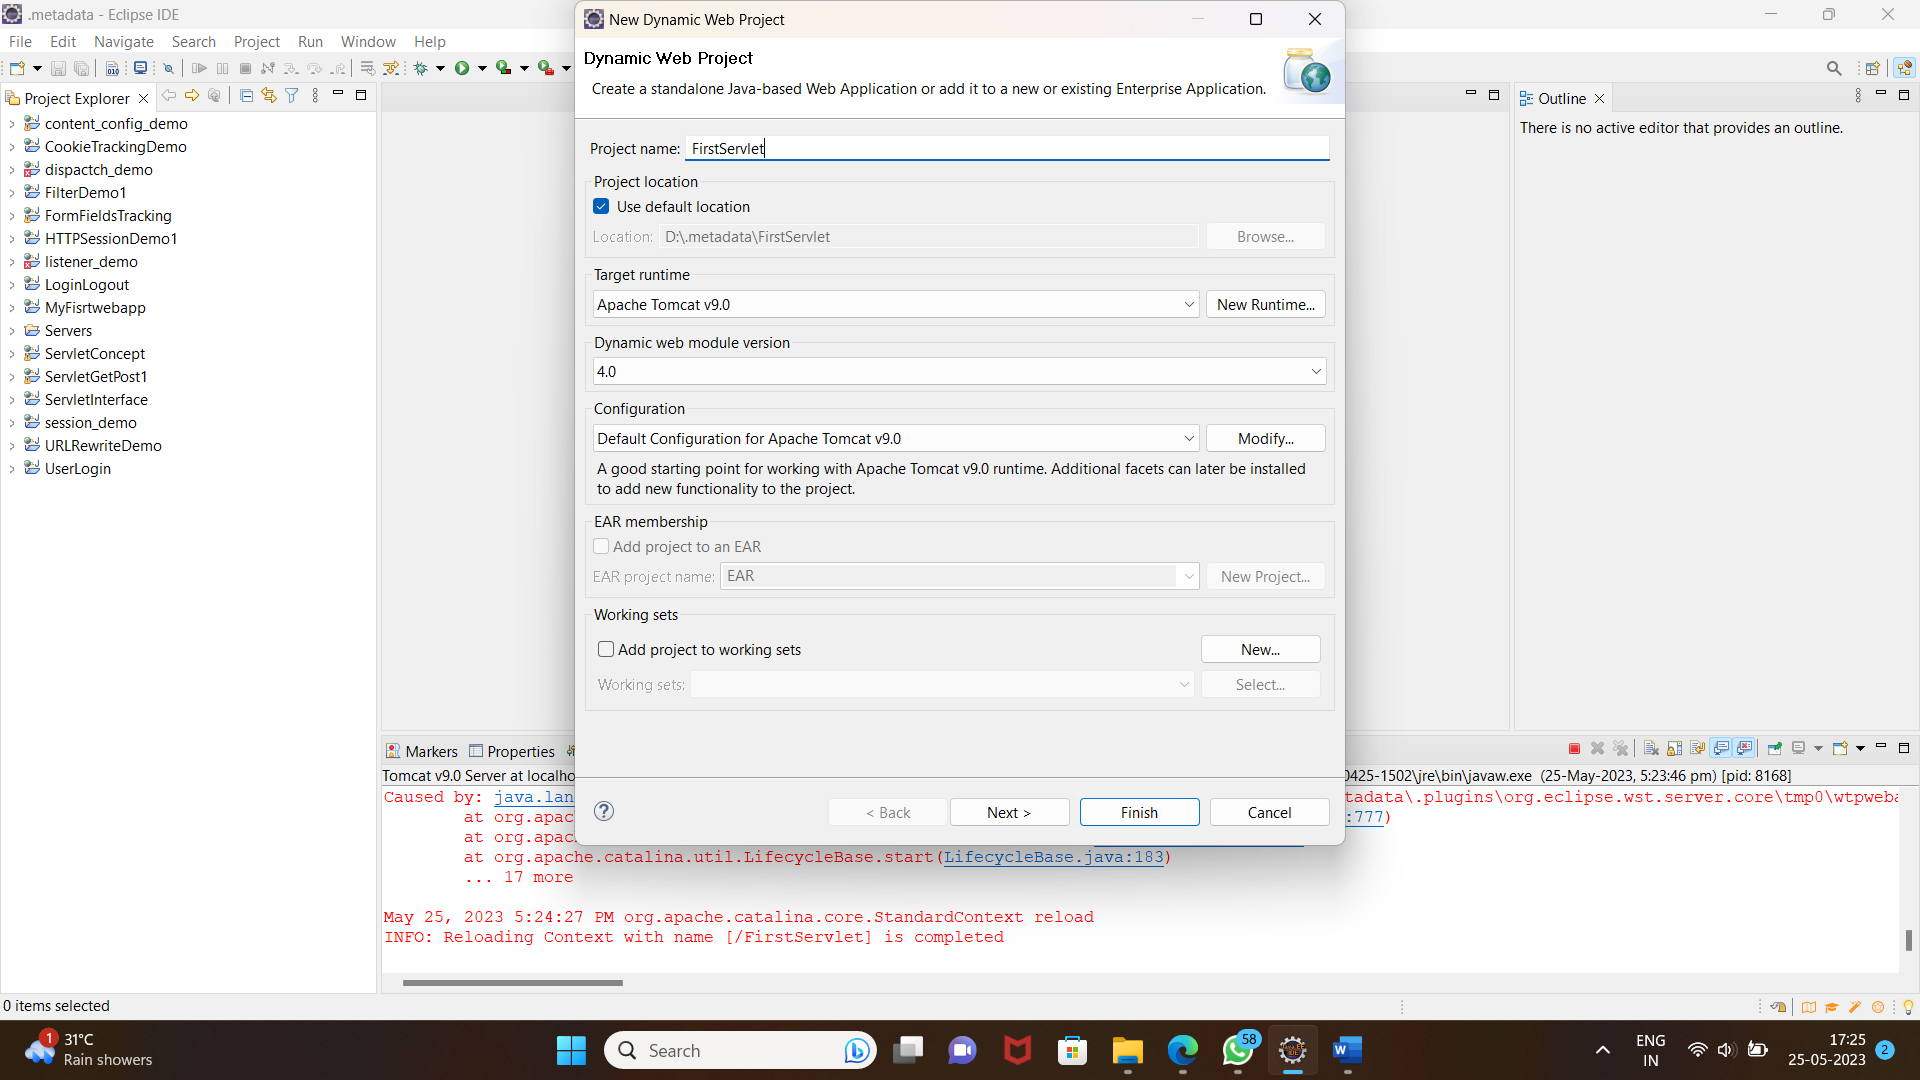 .metadata - Eclipse IDE
File Edit Navigate Search Project Run Window Help
Project Explorer
content_config_demo
CookieTrackingDemo
dispactch_demo
FilterDemo1
FormFieldsTracking
HTTPSessionDemo1
listener_demo
LoginLogout
MyFisrtwebapp
Servers
ServletConcept
ServletGetPost1
ServletInterface
session_demo
URLRewriteDemo
UserLogin
New Dynamic Web Project
Dynamic Web Project
Create a standalone Java-based Web Application or add it to a new or existing Enterprise Application.
Project name: FirstServlet
Project location
Use default location
Location: D:\.metadata\FirstServlet Browse...
Target runtime
Apache Tomcat v9.0 New Runtime...
Dynamic web module version
4.0
Configuration
Default Configuration for Apache Tomcat v9.0 Modify...
A good starting point for working with Apache Tomcat v9.0 runtime. Additional facets can later be installed
to add new functionality to the project.
EAR membership
Add project to an EAR
EAR project name: EAR New Project...
Working sets
Add project to working sets New...
Working sets: Select...
< Back Next > Finish Cancel
Outline
There is no active editor that provides an outline.
Markers Properties
Tomcat v9.0 Server at localho 0425-1502\jre\bin\javaw.exe (25-May-2023, 5:23:46 pm) [pid: 8168]
Caused by: java.lan tadata\.plugins\org.eclipse.wst.server.core\tmp0\wtpweba
at org.apac :777)
at org.apac
at org.apache.catalina.util.LifecycleBase.start(LifecycleBase.java:183)
... 17 more
May 25, 2023 5:24:27 PM org.apache.catalina.core.StandardContext reload
INFO: Reloading Context with name [/FirstServlet] is completed
0 items selected
1
31°C
Rain showers
Search
58
ENG
IN
17:25
25-05-2023
2